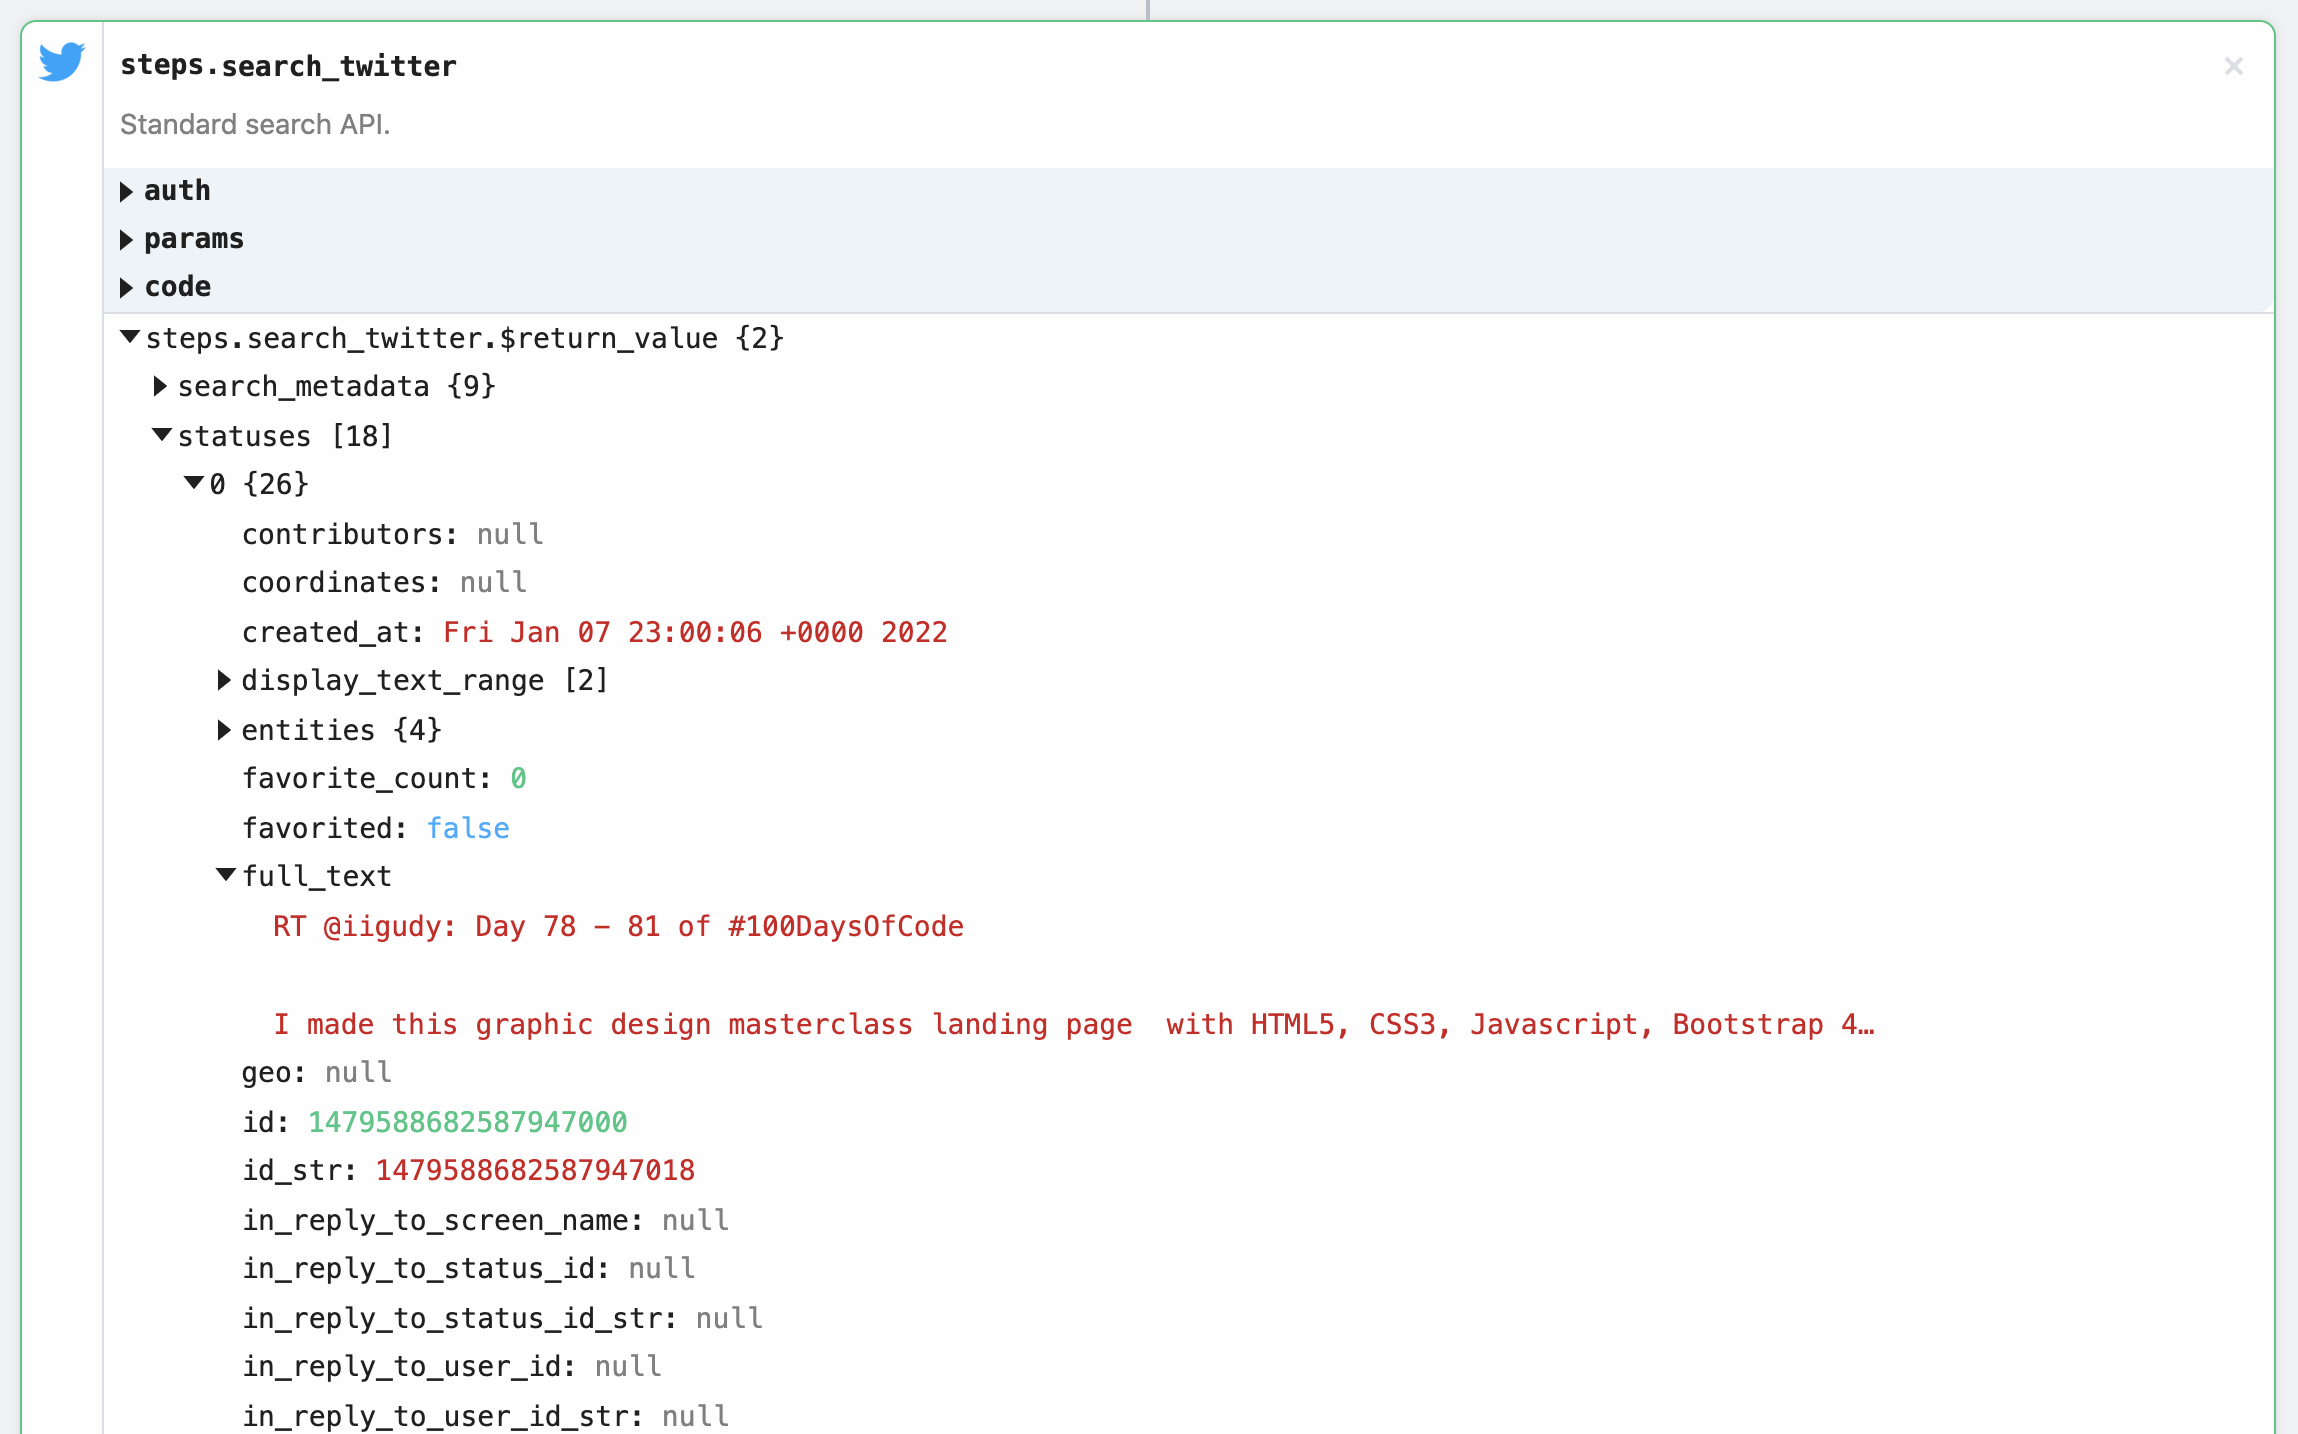 steps.search_twitter
Standard search API.
auth
params
code
steps.search_twitter.$return_value {2}
search_metadata {9}
statuses [18]
0 {26}
contributors: null
coordinates: null
created_at: Fri Jan 07 23:00:06 +0000 2022
display_text_range [2]
entities {4}
favorite_count: 0
favorited: false
full_text
RT @iigudy: Day 78 – 81 of #100DaysOfCode
I made this graphic design masterclass landing page  with HTML5, CSS3, Javascript, Bootstrap 4…
geo: null
id: 1479588682587947000
id_str: 1479588682587947018
in_reply_to_screen_name: null
in_reply_to_status_id: null
in_reply_to_status_id_str: null
in_reply_to_user_id: null
in_reply_to_user_id_str: null